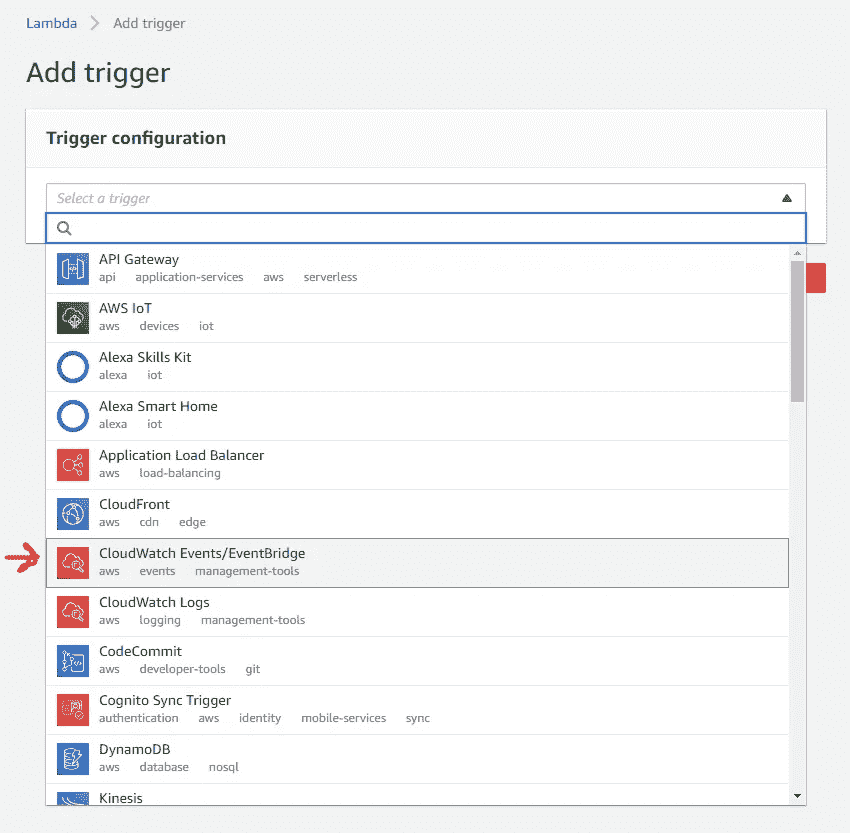 Lambda > Add trigger
Add trigger
Trigger configuration
Select a trigger
API Gateway
api application-services aws serverless
AWS IoT
aws devices iot
Alexa Skills Kit
alexa iot
Alexa Smart Home
alexa iot
Application Load Balancer
aws load-balancing
CloudFront
aws cdn edge
CloudWatch Events/EventBridge
aws events management-tools
CloudWatch Logs
aws logging management-tools
CodeCommit
aws developer-tools git
Cognito Sync Trigger
authentication aws identity mobile-services sync
DynamoDB
aws database nosql
Kinesis